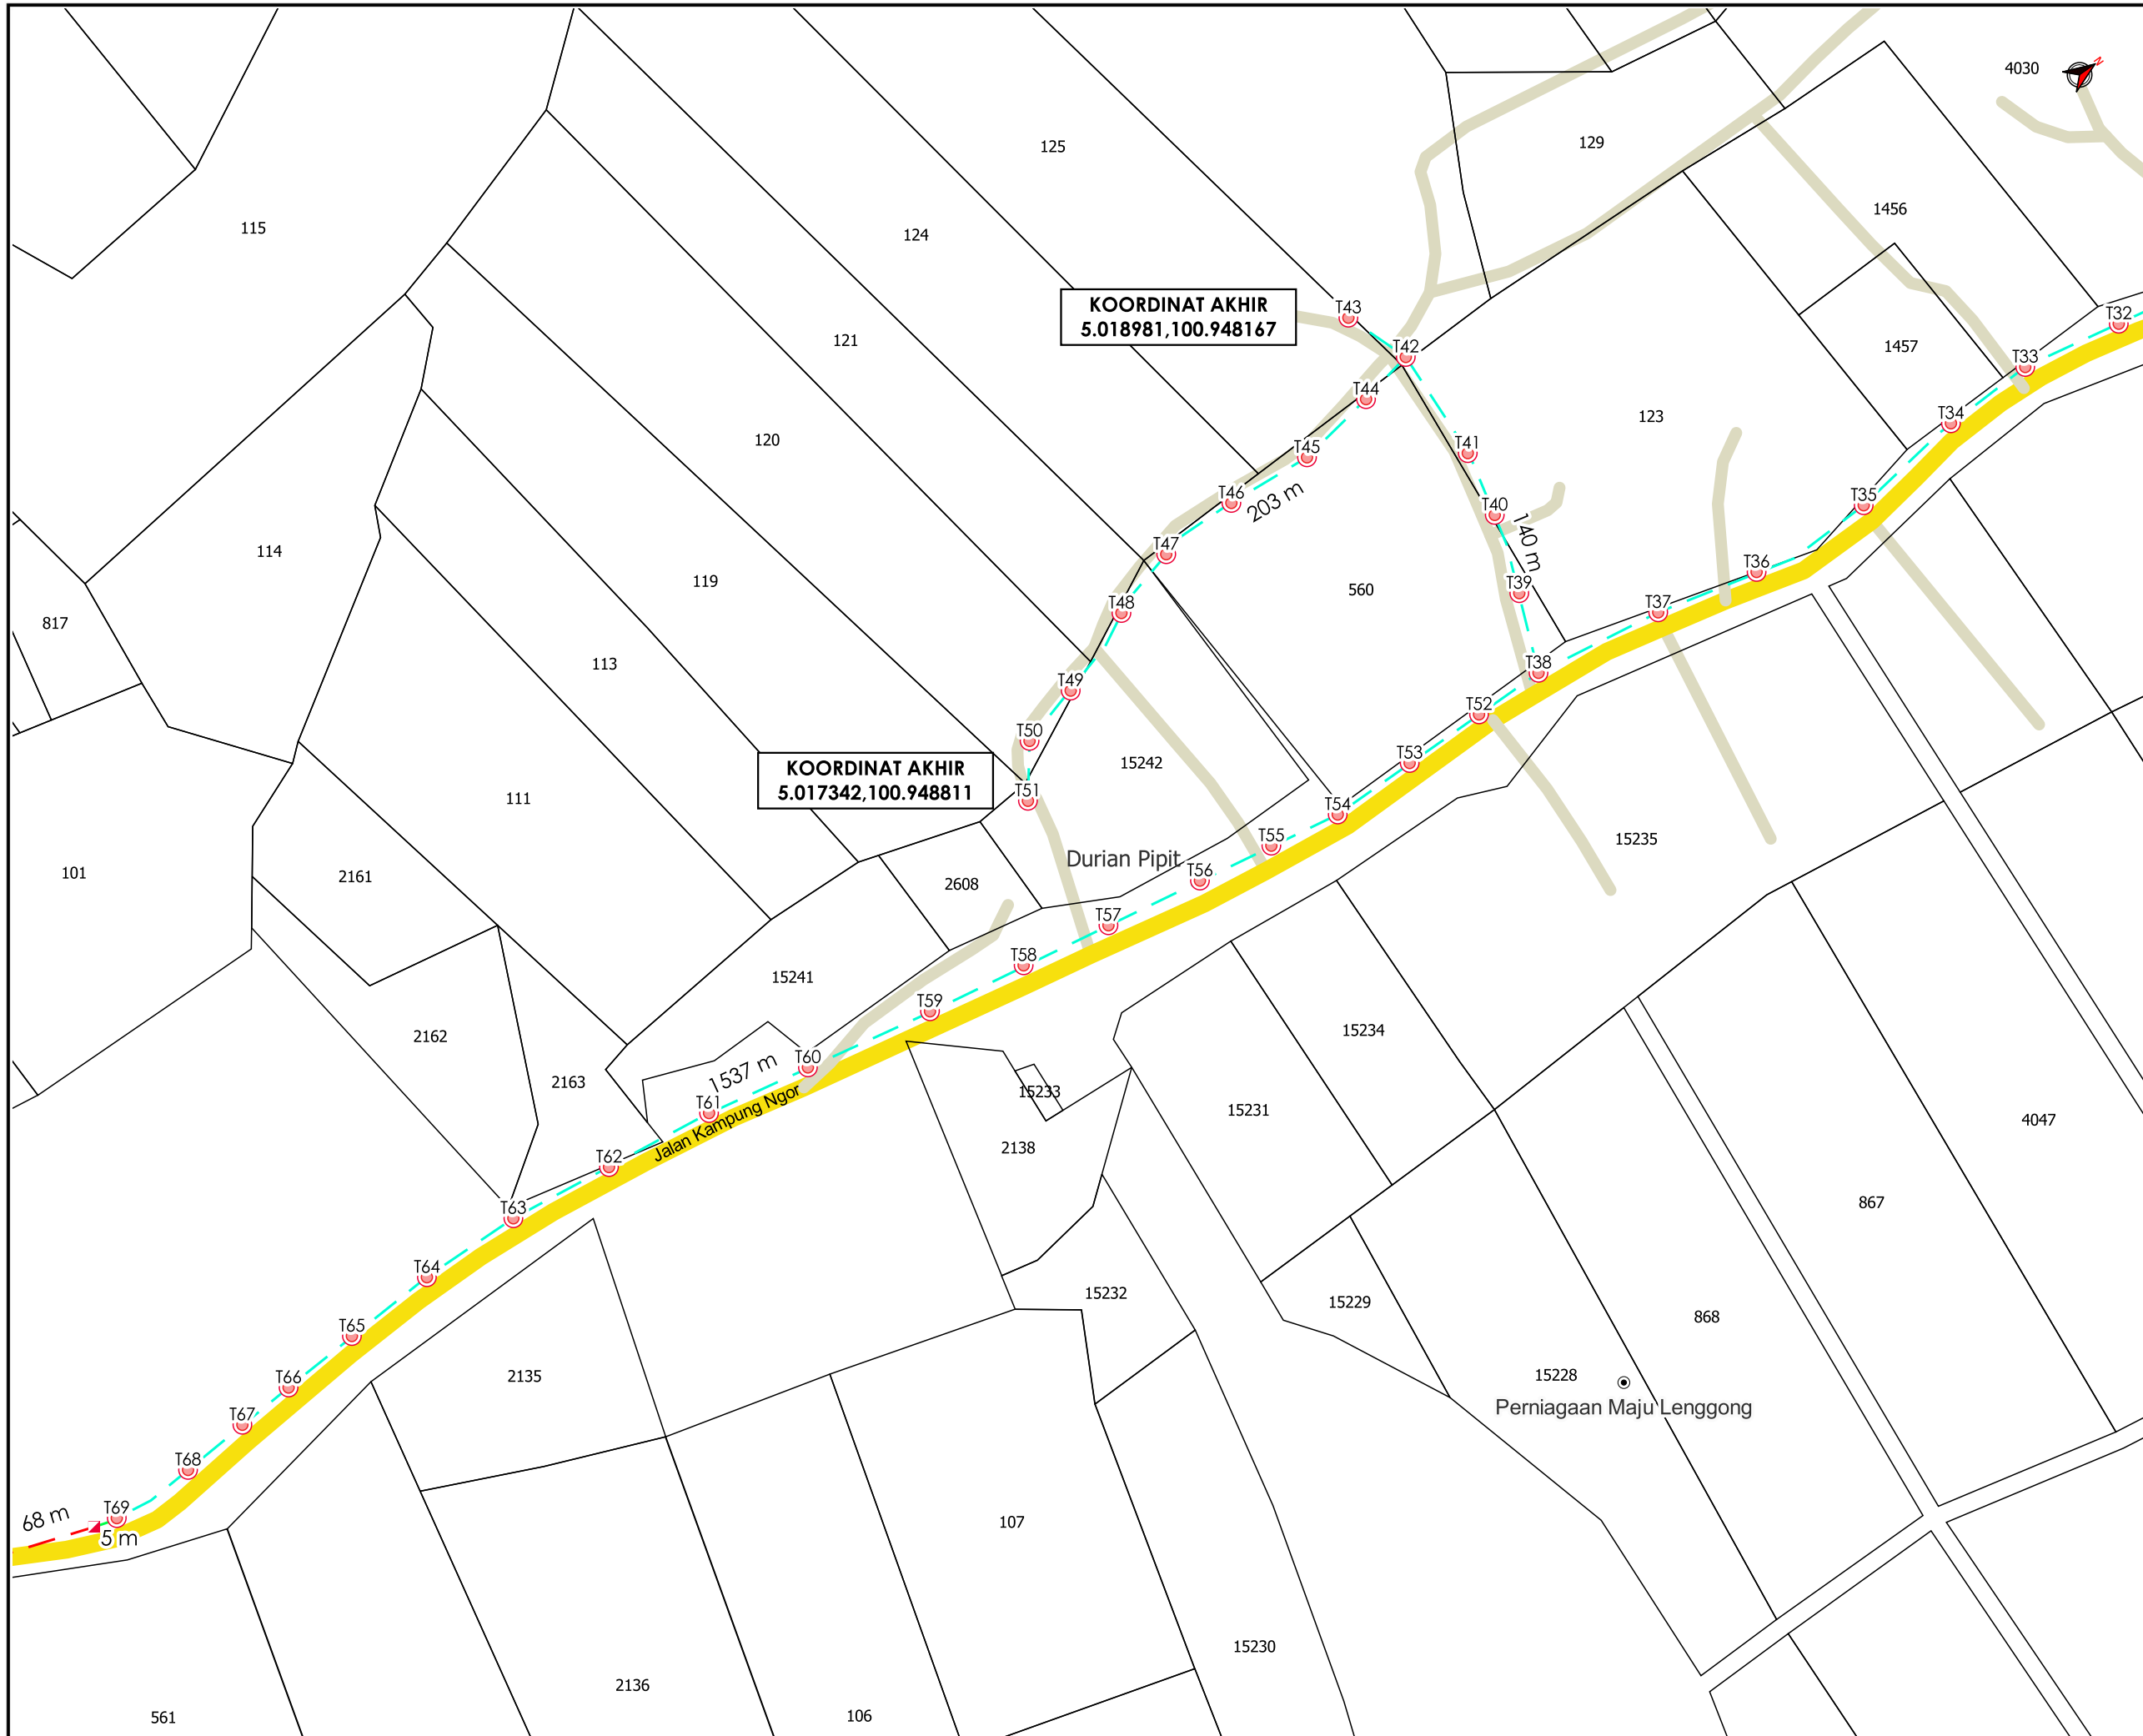 4030
N
125
129
1456
115
124
KOORDINAT AKHIR
5.018981,100.948167
T43
T32
T42
121
1457
T33
T44
123
T34
120
T45
T41
T46
203 m
T40
T35
114
T47
140 m
119
T36
560
T39
T48
T37
817
113
T38
T49
T52
T50
KOORDINAT AKHIR
5.017342,100.948811
T53
15242
111
T51
T54
15235
T55
Durian Pipit
T56
101
2161
2608
T57
T58
15241
T59
15234
2162
T60
1537 m
2163
15233
Jalan Kampung Ngor
T61
15231
4047
2138
T62
T63
867
T64
15232
15229
868
T65
2135
T66
15228
Perniagaan Maju Lenggong
T67
T68
T69
68 m
5 m
107
15230
2136
561
106